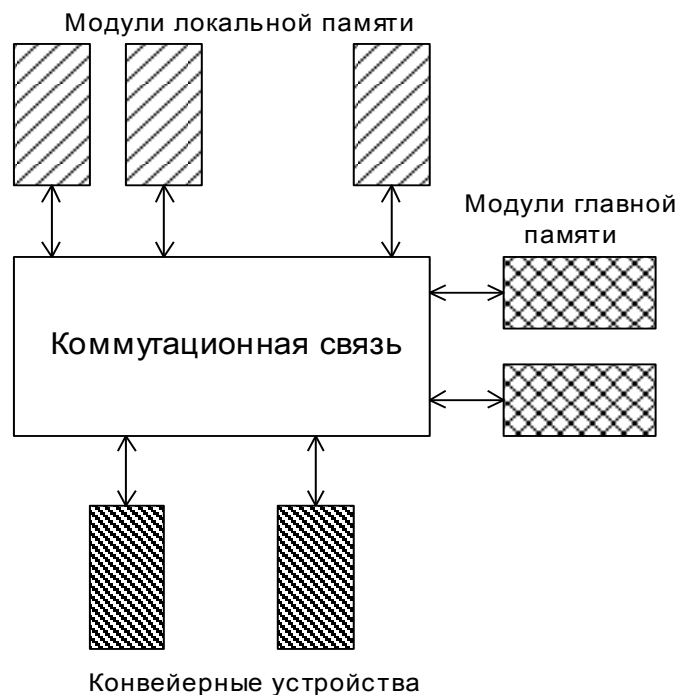 Модули локальной памяти
Модули главной
памяти
Коммутационная связь
Конвейерные устройства